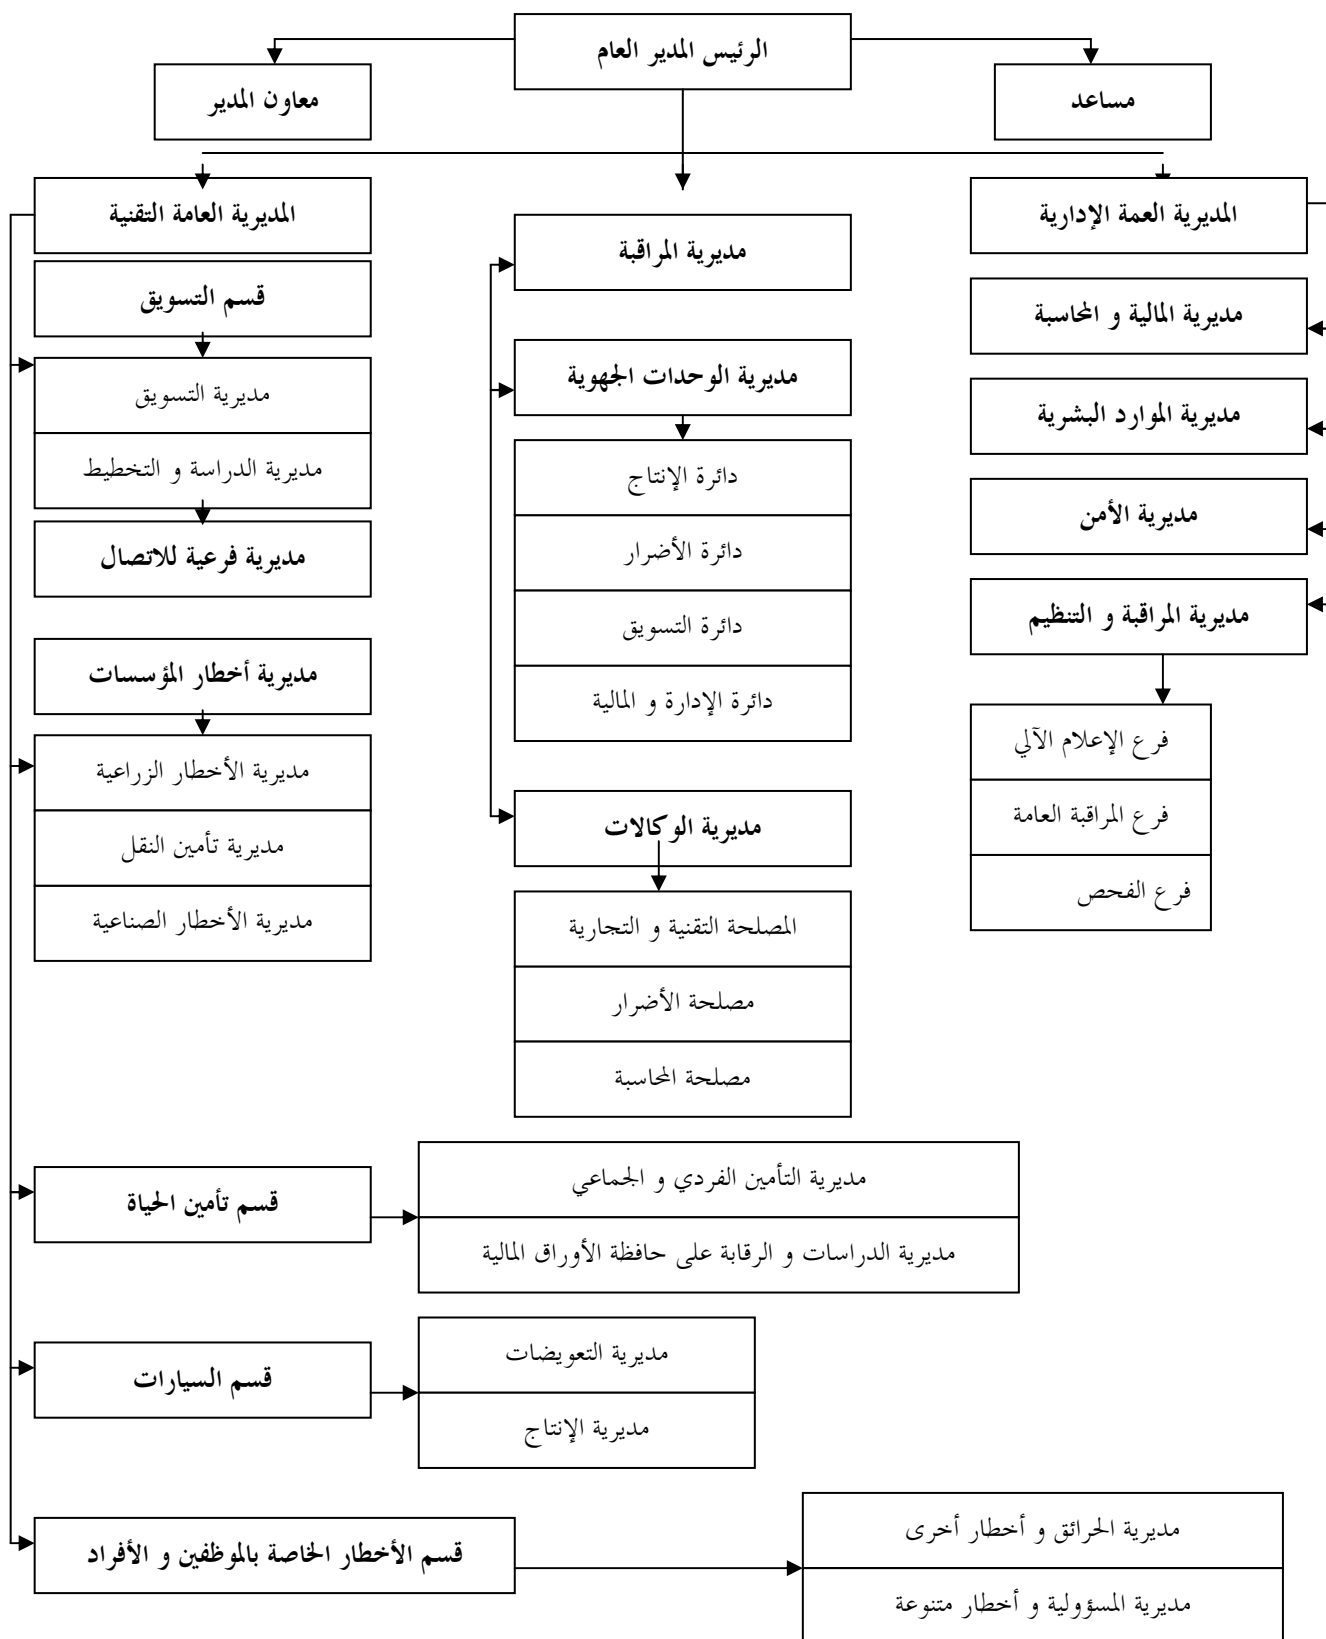 الرئيس المدير العام
مساعد
معاون المدير
المديرية العمة الإدارية
مديرية المالية و المحاسبة
مديرية الموارد البشرية
مديرية الأمن
مديرية المراقبة و التنظيم
فرع الإعلام الآلي
فرع المراقبة العامة
فرع الفحص
مديرية المراقبة
مديرية الوحدات الجهوية
دائرة الإنتاج
دائرة الأضرار
دائرة التسويق
دائرة الإدارة و المالية
مديرية الوكالات
المصلحة التقنية و التجارية
مصلحة الأضرار
مصلحة المحاسبة
المديرية العامة التقنية
قسم التسويق
مديرية التسويق
مديرية الدراسة و التخطيط
مديرية فرعية للاتصال
مديرية أخطار المؤسسات
مديرية الأخطار الزراعية
مديرية تأمين النقل
مديرية الأخطار الصناعية
قسم تأمين الحياة
مديرية التأمين الفردي و الجماعي
مديرية الدراسات و الرقابة على حافظة الأوراق المالية
قسم السيارات
مديرية التعويضات
مديرية الإنتاج
قسم الأخطار الخاصة بالموظفين و الأفراد
مديرية الحرائق و أخطار أخرى
مديرية المسؤولية و أخطار متنوعة